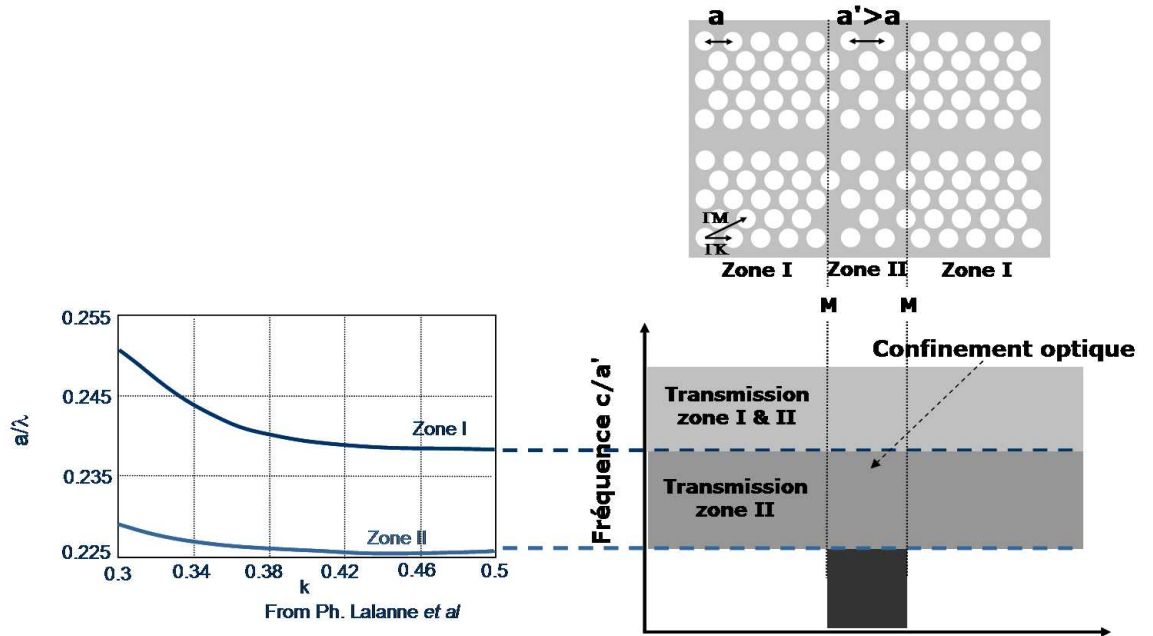 a
a'>a
ΓM
ΓK
Zone I
Zone II
Zone I
M
M
0.255
0.245
0.235
0.225
a/λ
Zone I
Zone II
0.3
0.34
0.38
0.42
0.46
0.5
k
From Ph. Lalanne et al
Fréquence c/a'
Confinement optique
Transmission
zone I & II
Transmission
zone II